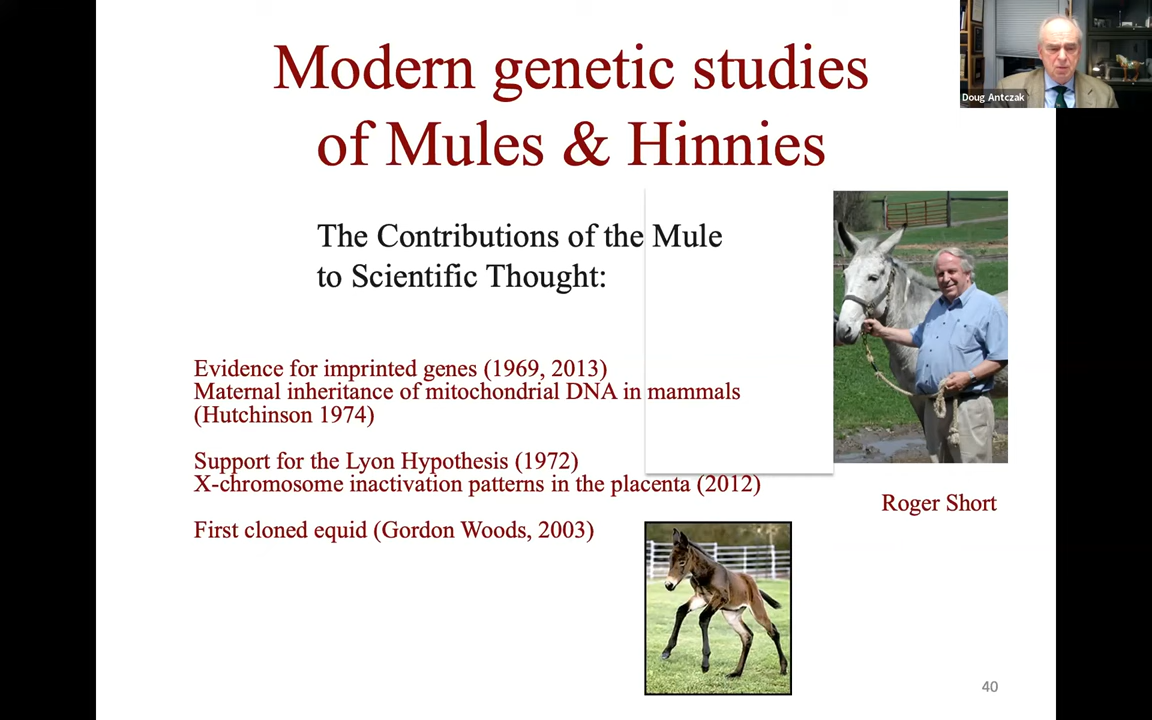 Modern genetic studies
of Mules & Hinnies
Doug Antczak
The Contributions of the Mule
to Scientific Thought:
Evidence for imprinted genes (1969, 2013)
Maternal inheritance of mitochondrial DNA in mammals
(Hutchinson 1974)
Support for the Lyon Hypothesis (1972)
X-chromosome inactivation patterns in the placenta (2012)
First cloned equid (Gordon Woods, 2003)
Roger Short
40